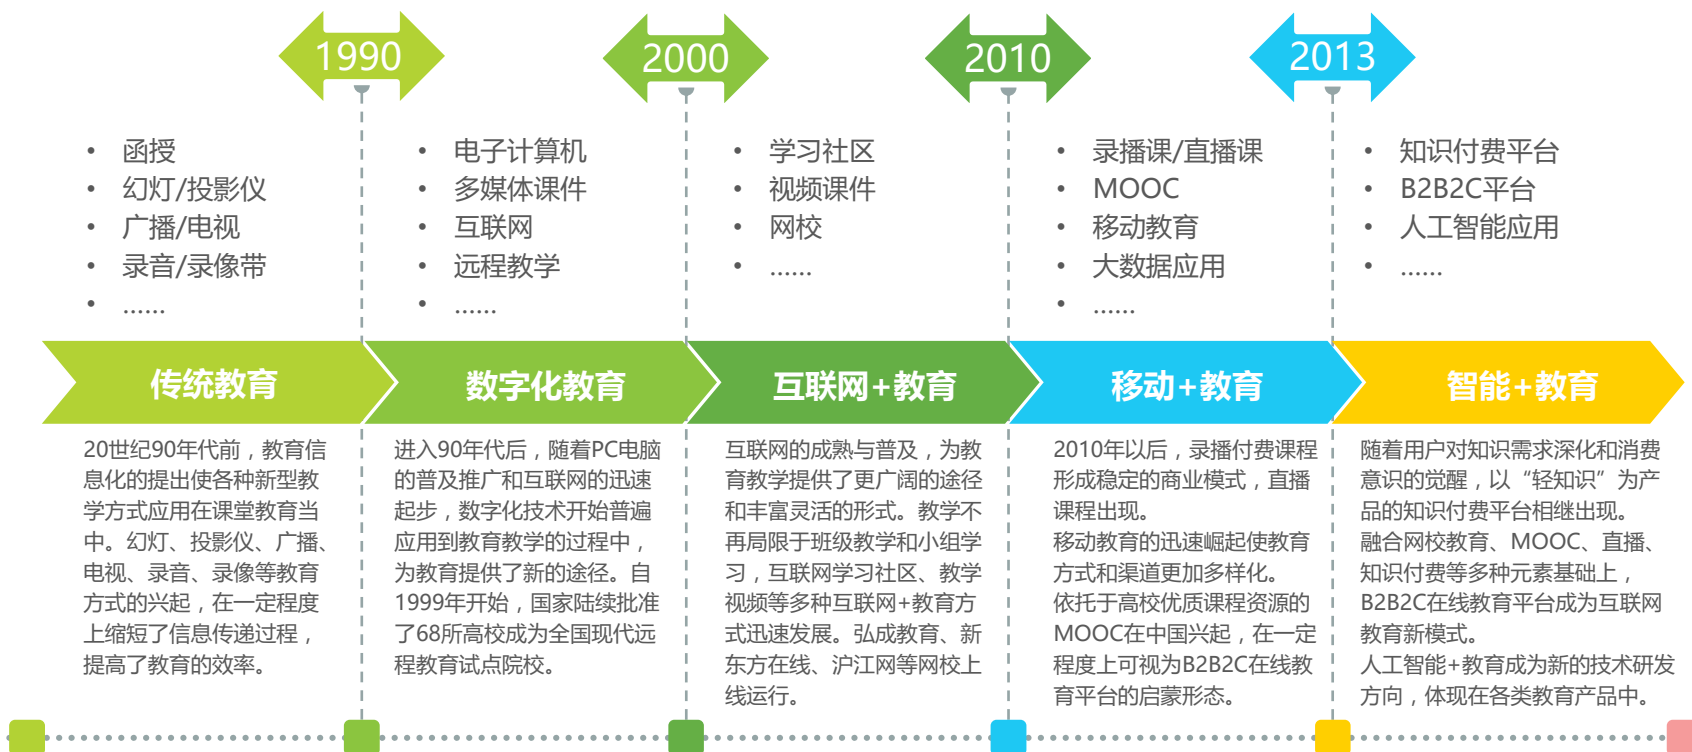 1990
2000
2010
2013
• 函授
• 幻灯/投影仪
• 广播/电视
• 录音/录像带
• ……
• 电子计算机
• 多媒体课件
• 互联网
• 远程教学
• ……
• 学习社区
• 视频课件
• 网校
• ……
• 录播课/直播课
• MOOC
• 移动教育
• 大数据应用
• ……
• 知识付费平台
• B2B2C平台
• 人工智能应用
• ……
传统教育
数字化教育
互联网+教育
移动+教育
智能+教育
20世纪90年代前，教育信
息化的提出使各种新型教
学方式应用在课堂教育当
中。幻灯、投影仪、广播、
电视、录音、录像等教育
方式的兴起，在一定程度
上缩短了信息传递过程，
提高了教育的效率。
进入90年代后，随着PC电脑
的普及推广和互联网的迅速
起步，数字化技术开始普遍
应用到教育教学的过程中，
为教育提供了新的途径。自
1999年开始，国家陆续批准
了68所高校成为全国现代远
程教育试点院校。
互联网的成熟与普及，为教
育教学提供了更广阔的途径
和丰富灵活的形式。教学不
再局限于班级教学和小组学
习，互联网学习社区、教学
视频等多种互联网+教育方
式迅速发展。弘成教育、新
东方在线、沪江网等网校上
线运行。
2010年以后，录播付费课程
形成稳定的商业模式，直播
课程出现。
移动教育的迅速崛起使教育
方式和渠道更加多样化。
依托于高校优质课程资源的
MOOC在中国兴起，在一定
程度上可视为B2B2C在线教
育平台的启蒙形态。
随着用户对知识需求深化和消费
意识的觉醒，以“轻知识”为产
品的知识付费平台相继出现。
融合网校教育、MOOC、直播、
知识付费等多种元素基础上，
B2B2C在线教育平台成为互联网
教育新模式。
人工智能+教育成为新的技术研发
方向，体现在各类教育产品中。